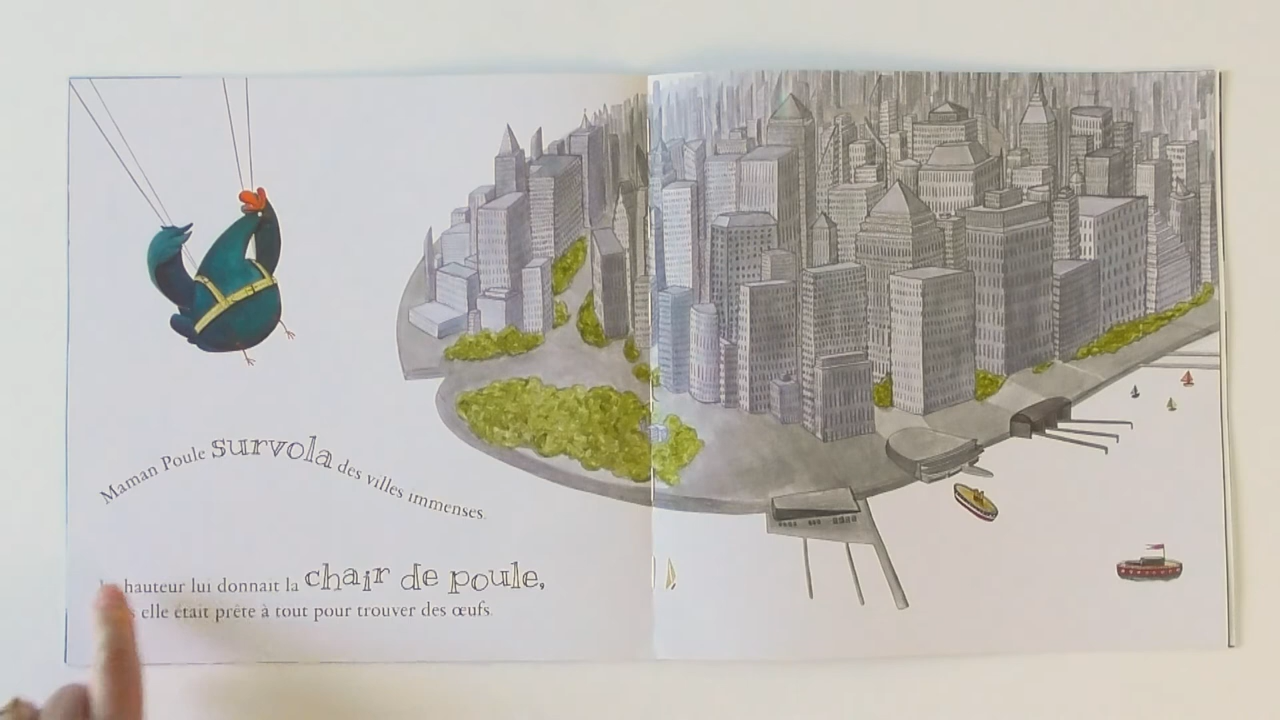 Maman Poule survola des villes immenses.
hauteur lui donnait la chair de poule,
elle était prête à tout pour trouver des œufs.